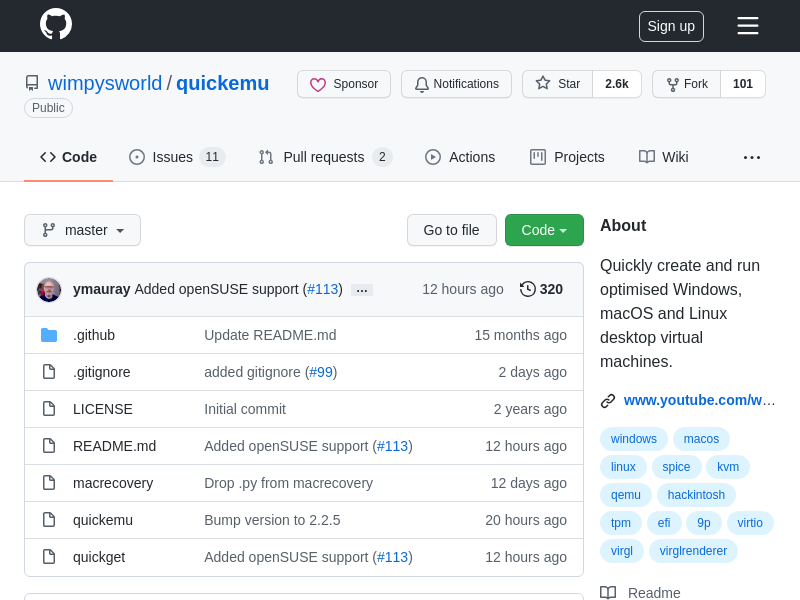 Sign up
wimpysworld / quickemu
Public
Sponsor
Notifications
Star 2.6k
Fork 101
Code
Issues 11
Pull requests 2
Actions
Projects
Wiki
master
Go to file
Code
ymauray Added openSUSE support (#113) … 12 hours ago 320
.github Update README.md 15 months ago
.gitignore added gitignore (#99) 2 days ago
LICENSE Initial commit 2 years ago
README.md Added openSUSE support (#113) 12 hours ago
macrecovery Drop .py from macrecovery 12 days ago
quickemu Bump version to 2.2.5 20 hours ago
quickget Added openSUSE support (#113) 12 hours ago
About
Quickly create and run
optimised Windows,
macOS and Linux
desktop virtual
machines.
www.youtube.com/w…
windows macos
linux spice kvm
qemu hackintosh
tpm efi 9p virtio
virgl virglrenderer
Readme